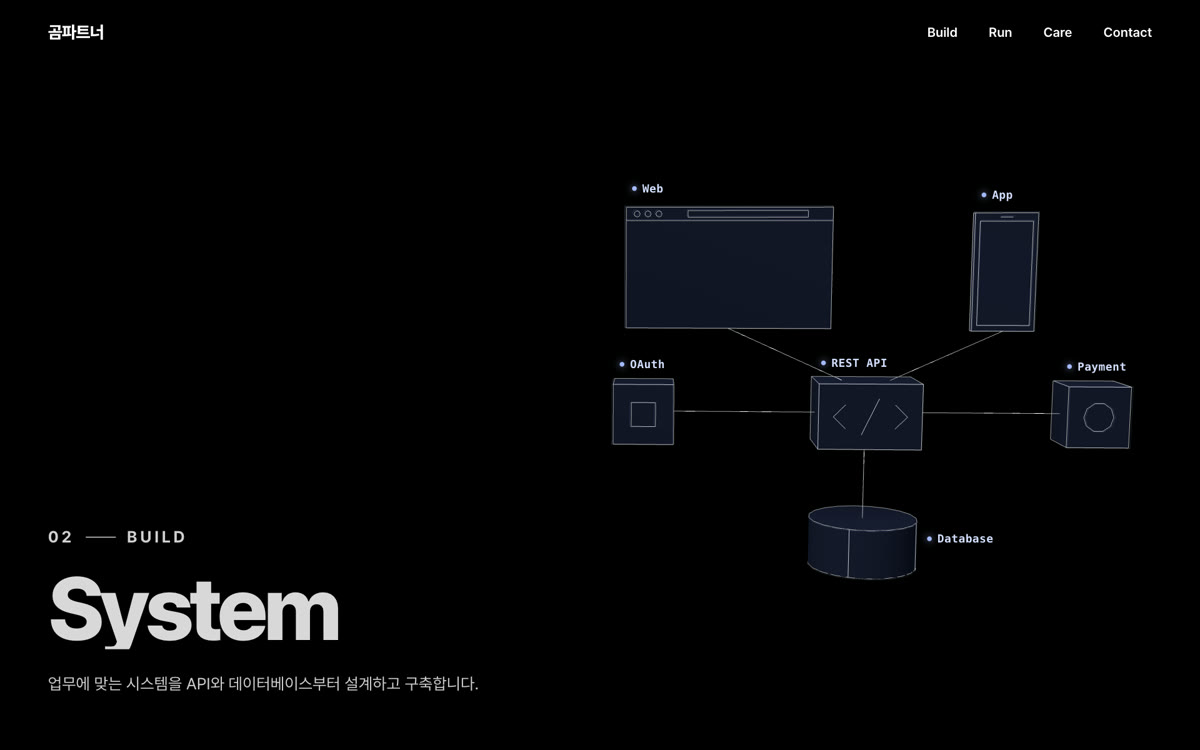 곰파트너
Build Run Care Contact
Web
App
OAuth
REST API
Payment
Database
02 — BUILD
System
업무에 맞는 시스템을 API와 데이터베이스부터 설계하고 구축합니다.